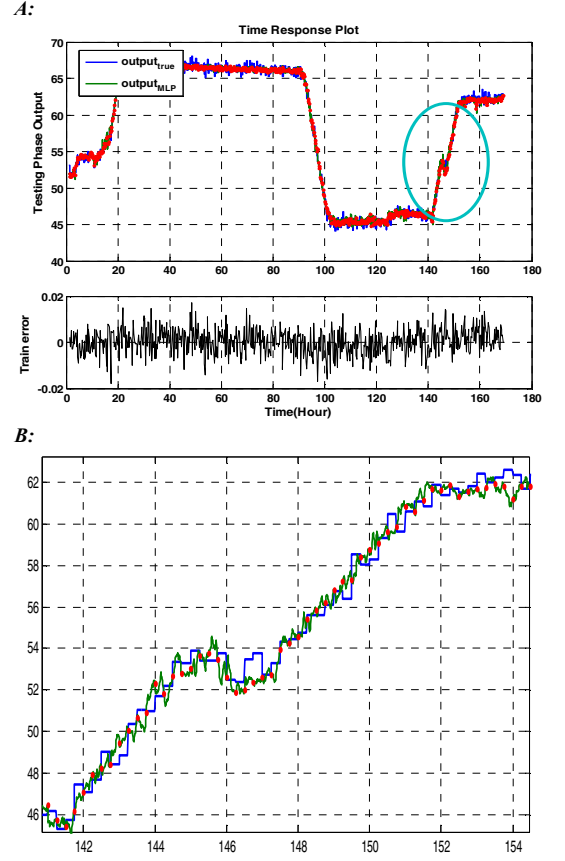 A:
Time Response Plot
Testing Phase Output
70
65
60
55
50
45
40
output_true
output_MLP
0 20 40 60 80 100 120 140 160 180
Train error
0.02
0
-0.02
0 20 40 60 80 100 120 140 160 180
Time(Hour)
B:
62
60
58
56
54
52
50
48
46
142 144 146 148 150 152 154